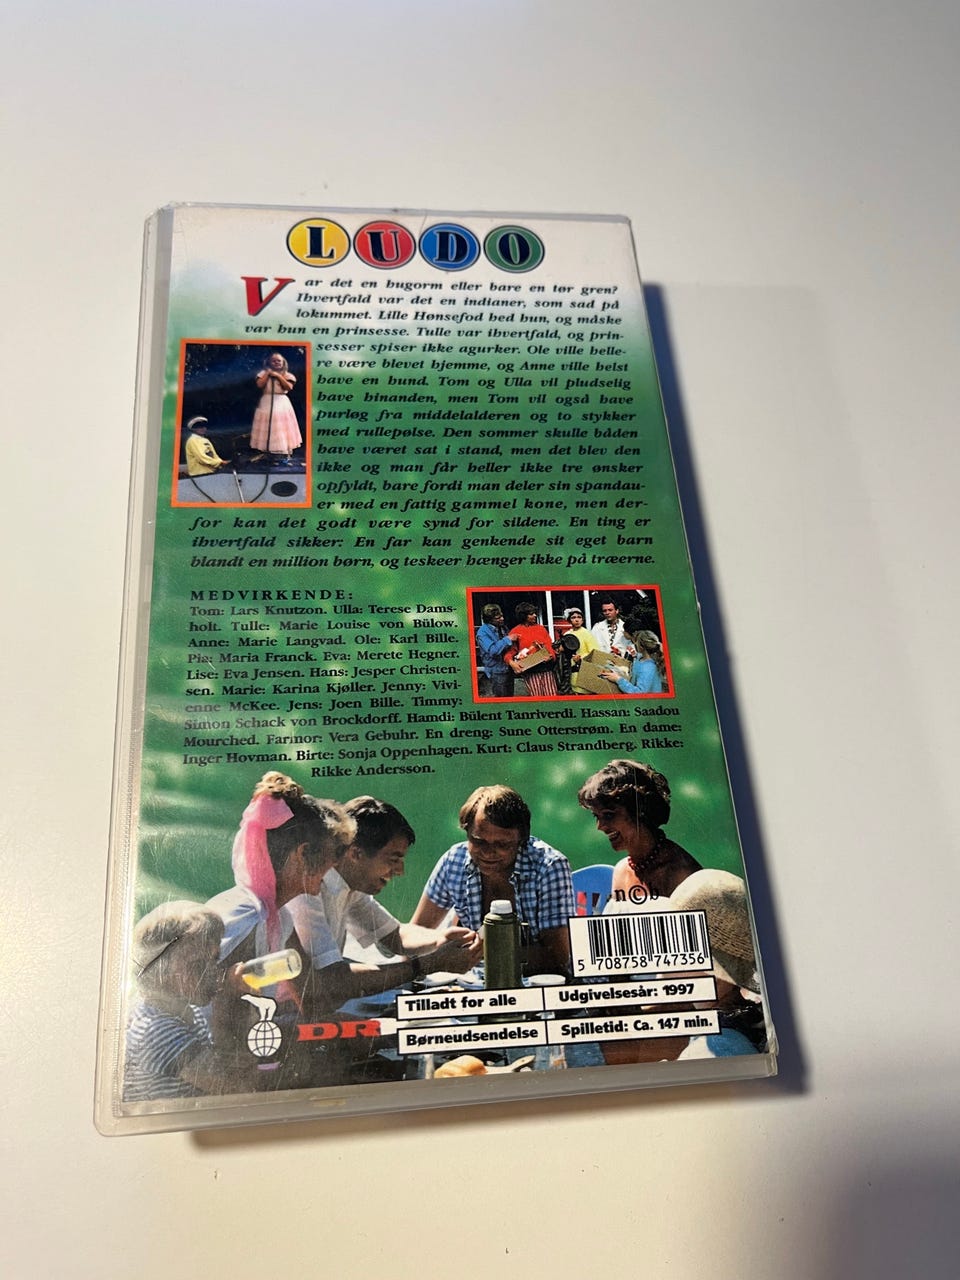 LUDO
Var det en hugorm eller bare en tør gren?
Ihvertfald var det en indianer, som sad på
lokummet. Lille Hønsefod hed hun, og måske
var hun en prinsesse. Tulle var ihvertfald, og prin-
sesser spiser ikke agurker. Ole ville helle-
re være blevet hjemme, og Anne ville helst
have en hund. Tom og Ulla vil pludselig
have hinanden, men Tom vil også have
purløg fra middelalderen og to stykker
med rullepølse. Den sommer skulle båden
have været sat i stand, men det blev den
ikke og man får heller ikke tre ønsker
opfyldt, bare fordi man deler sin spandau-
er med en fattig gammel kone, men der-
for kan det godt være synd for sildene. En ting er
ihvertfald sikker: En far kan genkende sit eget barn
blandt en million børn, og teskeer hænger ikke på træerne.
MEDVIRKENDE:
Tom: Lars Knutzon. Ulla: Terese Dams-
holt. Tulle: Marie Louise von Bülow.
Anne: Marie Langvad. Ole: Karl Bille.
Pia: Maria Franck. Eva: Merete Hegner.
Lise: Eva Jensen. Hans: Jesper Christen-
sen. Marie: Karina Kjøller. Jenny: Vivi-
enne McKee. Jens: Joen Bille. Timmy:
Simon Schack von Brockdorff. Hamdi: Bülent Tanriverdi. Hassan: Saadou
Mourched. Farmor: Vera Gebuhr. En dreng: Sune Otterstrøm. En dame:
Inger Hovman. Birte: Sonja Oppenhagen. Kurt: Claus Strandberg. Rikke:
Rikke Andersson.
n©b
5 708758 747356
Tilladt for alle
Udgivelsesår: 1997
DR
Børneudsendelse
Spilletid: Ca. 147 min.